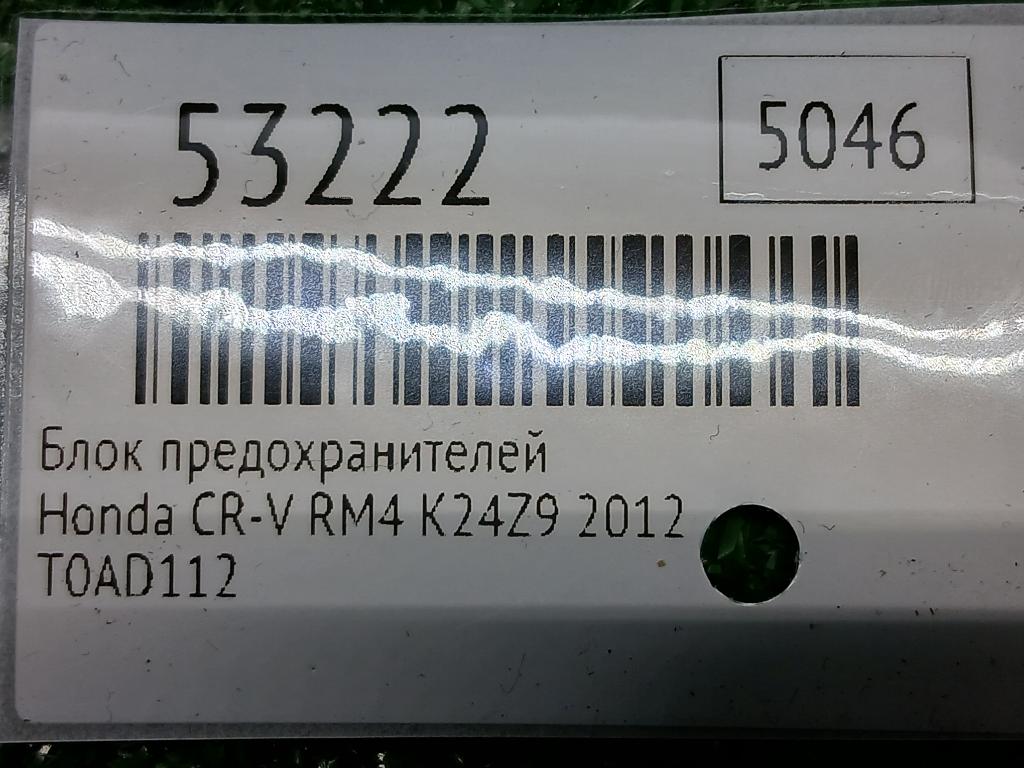 53222
5046
Блок предохранителей
Honda CR-V RM4 K24Z9 2012
T0AD112